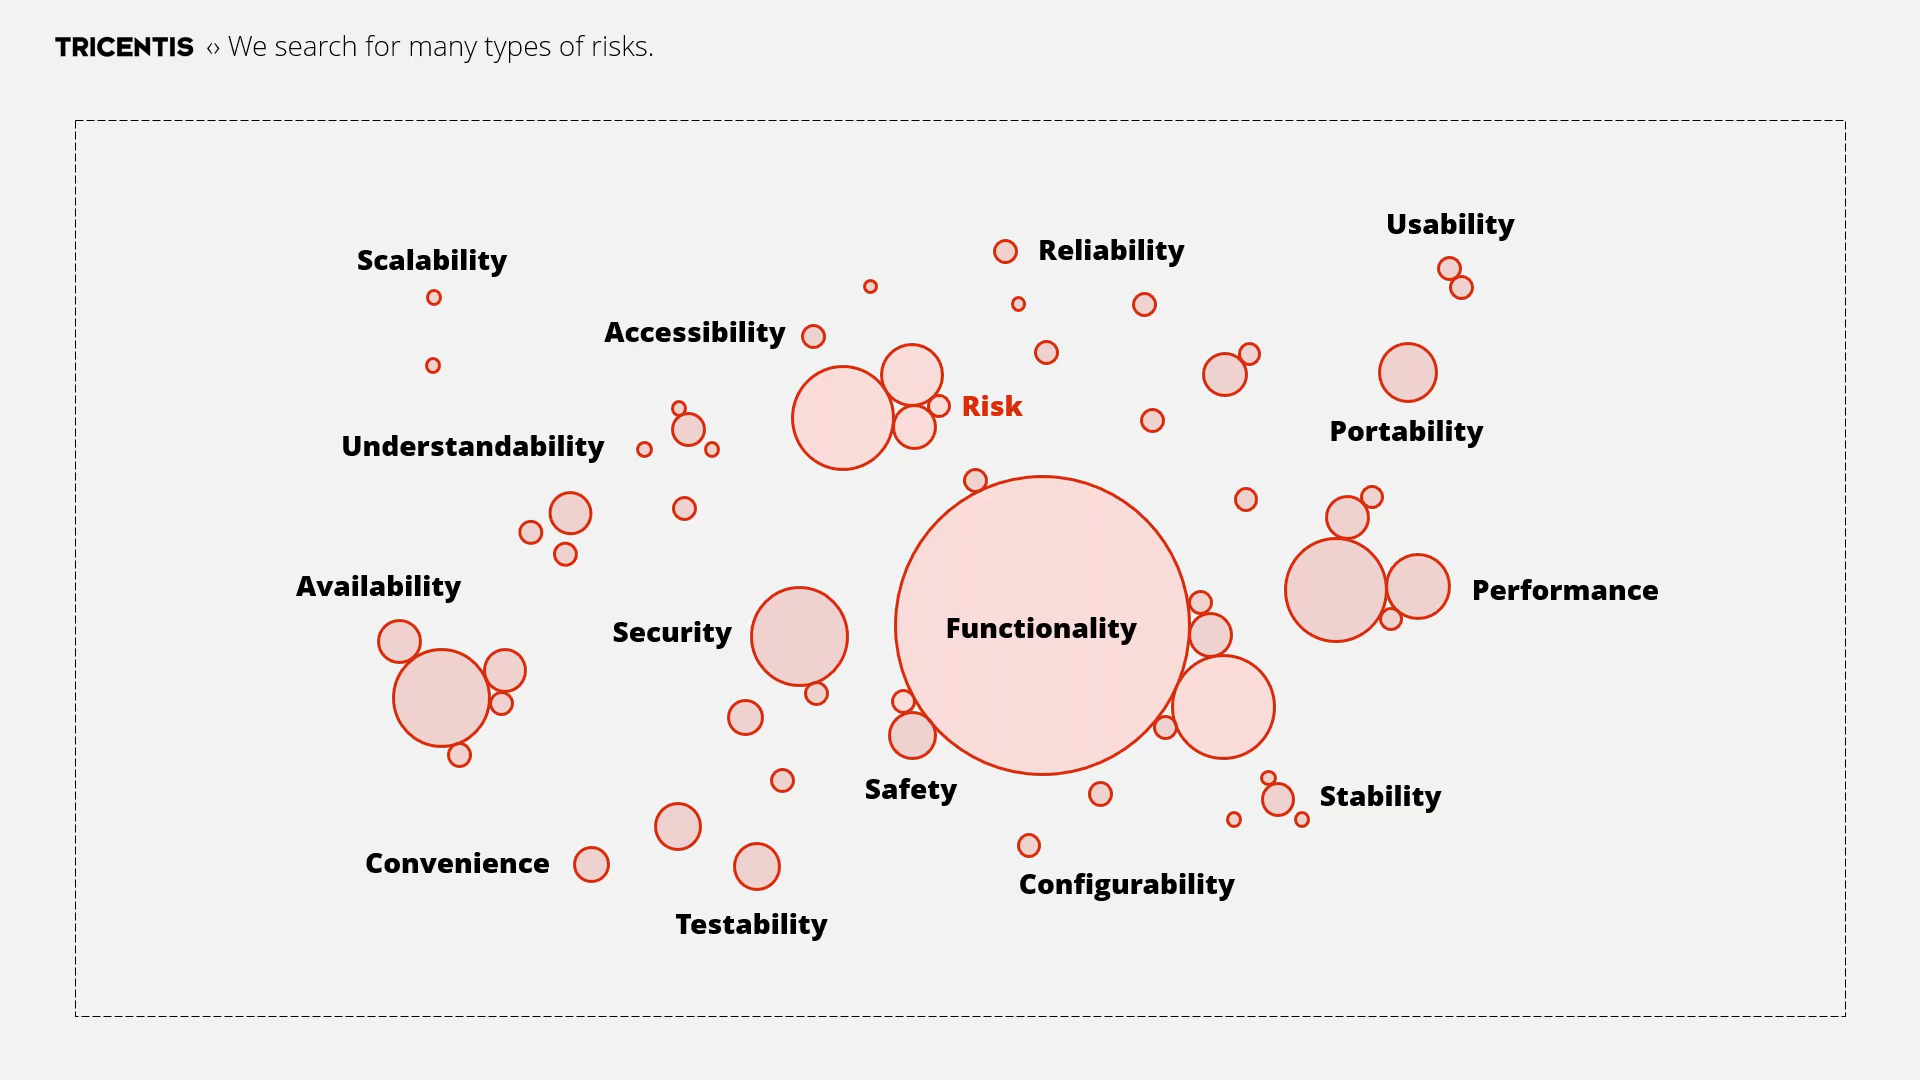 TRICENTIS ‹› We search for many types of risks.
Usability
Reliability
Scalability
Accessibility
Risk
Portability
Understandability
Availability
Performance
Functionality
Security
Safety
Stability
Convenience
Configurability
Testability